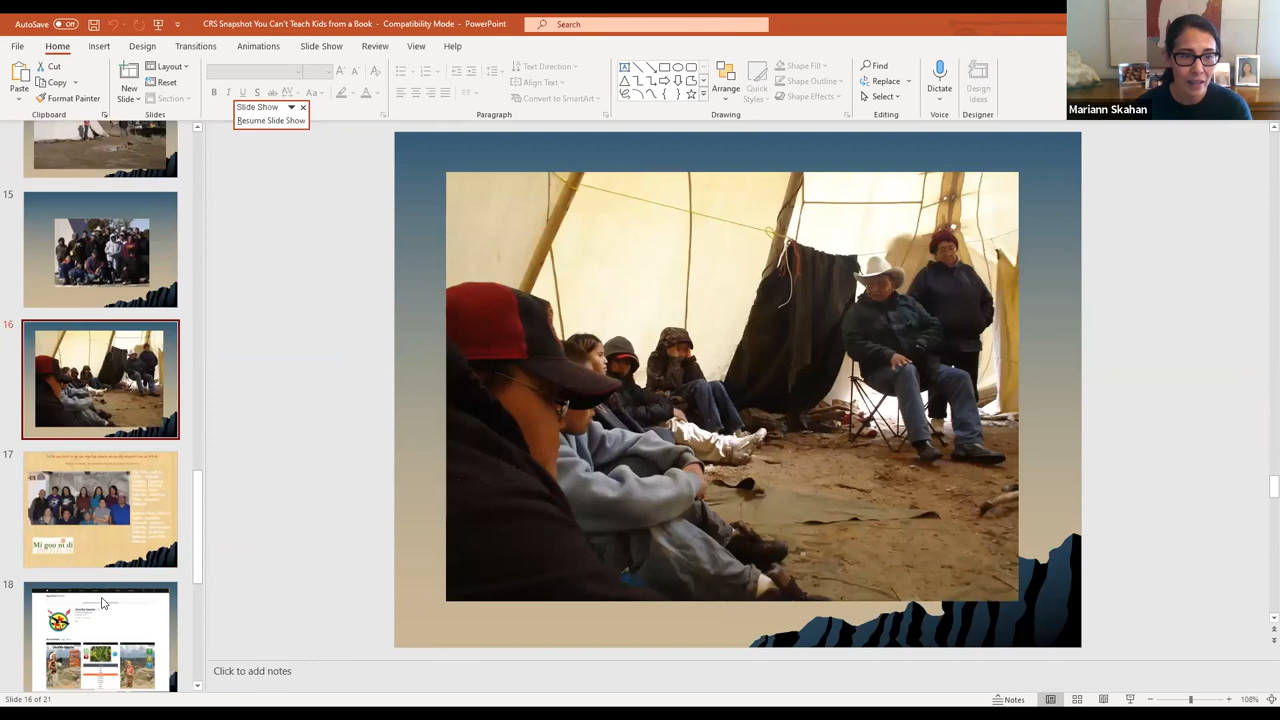 AutoSave Off CRS Snapshot You Can't Teach Kids from a Book - Compatibility Mode - PowerPoint Search
File Home Insert Design Transitions Animations Slide Show Review View Help
Cut
Copy
Format Painter
Paste
Clipboard
New
Slide
Layout
Reset
Section
Slides
Slide Show
Resume Slide Show
Text Direction
Align Text
Convert to SmartArt
Paragraph
Arrange
Quick
Styles
Shape Fill
Shape Outline
Shape Effects
Drawing
Find
Replace
Select
Editing
Dictate
Voice
Design
Ideas
Designer
Mariann Skahan
15
16
17
Mi goo ni di
18
Click to add notes
Slide 16 of 21 Notes 108%